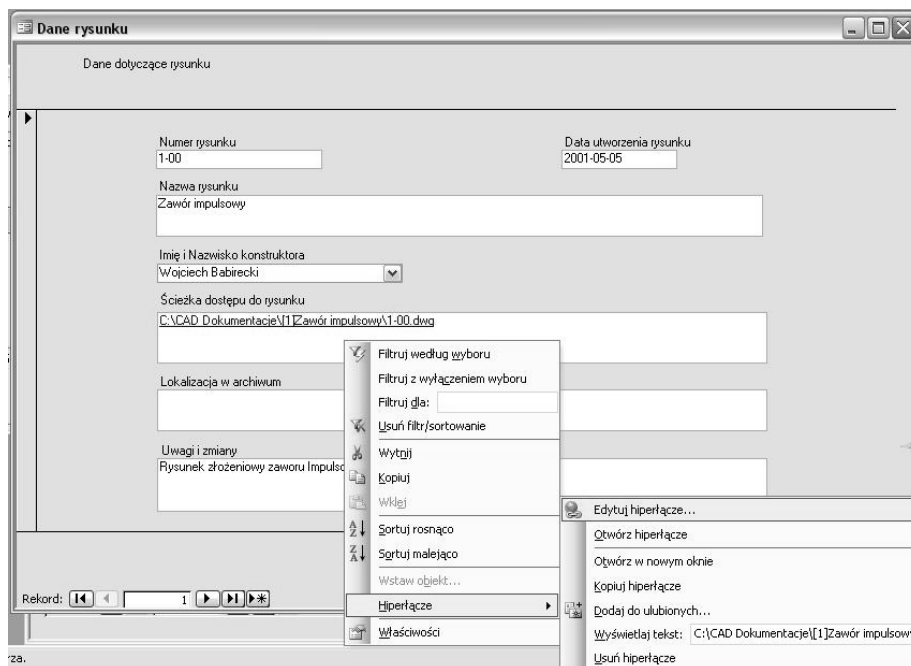 Dane rysunku
Dane dotyczące rysunku
Numer rysunku
Data utworzenia rysunku
1-00
2001-05-05
Nazwa rysunku
Zawór impulsowy
Imię i Nazwisko konstruktora
Wojciech Babirecki
Ścieżka dostępu do rysunku
C:\CAD Dokumentacje\[1]Zawór impulsowy\1-00.dwg
Filtruj według wyboru
Filtruj z wyłączeniem wyboru
Lokalizacja w archiwum
Filtruj dla:
Usuń filtr/sortowanie
Uwagi i zmiany
Wytnij
Rysunek złożeniowy zaworu Impulso
Kopiuj
Wklej
Edytuj hiperłącze...
Sortuj rosnąco
Otwórz hiperłącze
Sortuj malejąco
Otwórz w nowym oknie
Wstaw obiekt...
Kopiuj hiperłącze
Rekord: 1
Hiperłącze
Dodaj do ulubionych...
Właściwości
Wyświetlaj tekst: C:\CAD Dokumentacje\[1]Zawór impulsowy
Usuń hiperłącze
rza.